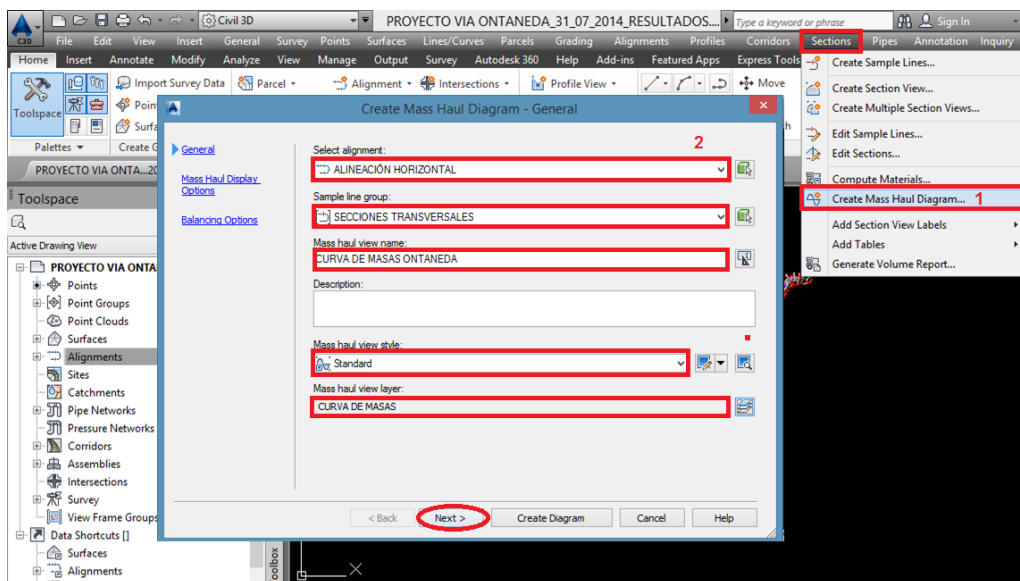 Civil 3D
PROYECTO VIA ONTANEDA_31_07_2014_RESULTADOS....
Type a keyword or phrase
Sign In
C3D
File Edit View Insert General Survey Points Surfaces Lines/Curves Parcels Grading Alignments Profiles Corridors Sections Pipes Annotation Inquiry
Home Insert Annotate Modify Analyze View Manage Output Survey Autodesk 360 Help Add-ins Featured Apps Express Tools
Toolspace
Import Survey Data
Parcel
Alignment
Intersections
Profile View
Move
Palettes
Create Sample Lines...
Create Section View...
Create Multiple Section Views...
Edit Sample Lines...
Edit Sections...
Compute Materials...
Create Mass Haul Diagram... 1
Add Section View Labels
Add Tables
Generate Volume Report...
PROYECTO VIA ONTA...20
Toolspace
Active Drawing View
PROYECTO VIA ONTA
Points
Point Groups
Point Clouds
Surfaces
Alignments
Sites
Catchments
Pipe Networks
Pressure Networks
Corridors
Assemblies
Intersections
Survey
View Frame Groups
Data Shortcuts []
Surfaces
Alignments
Create Mass Haul Diagram - General
General
Mass Haul Display
Options
Balancing Options
2
Select alignment:
ALINEACIÓN HORIZONTAL
Sample line group:
SECCIONES TRANSVERSALES
Mass haul view name:
CURVA DE MASAS ONTANEDA
Description:
Mass haul view style:
Standard
Mass haul view layer:
CURVA DE MASAS
< Back
Next >
Create Diagram
Cancel
Help
X